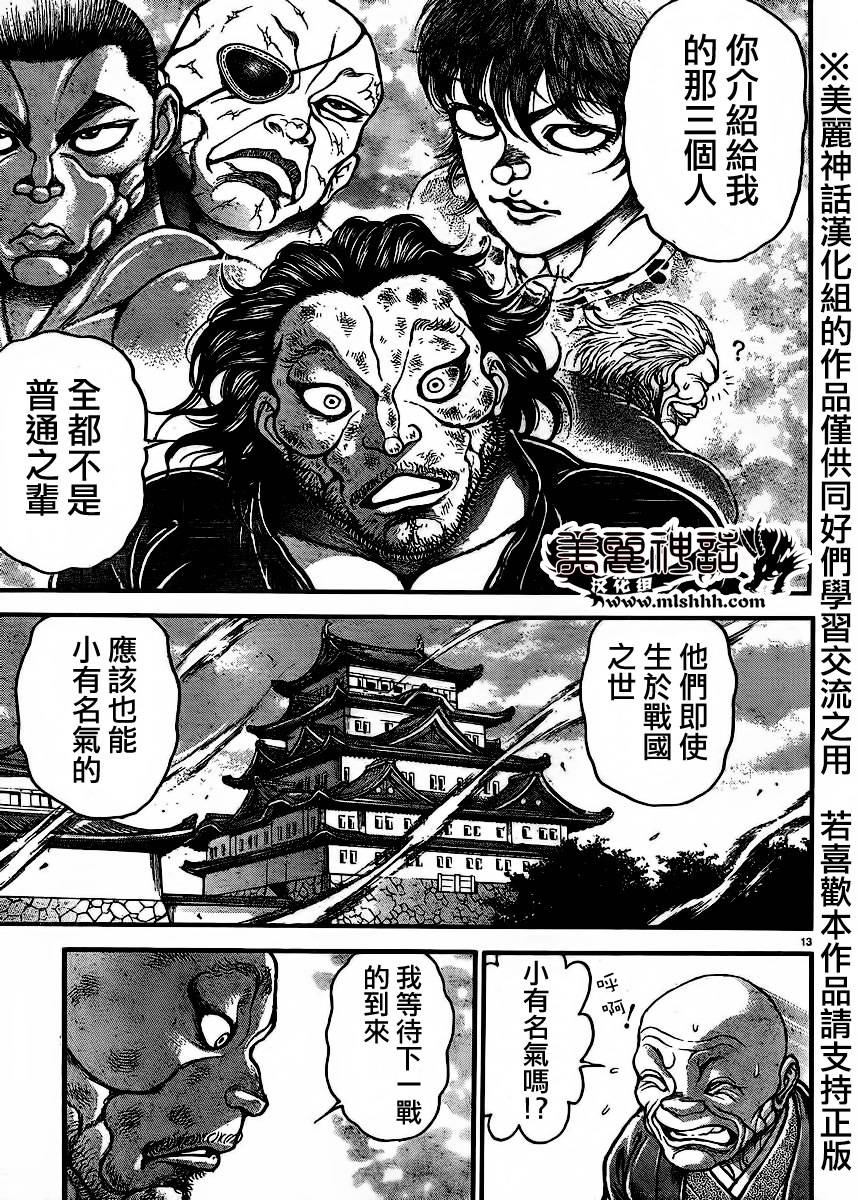 你介紹給我
的那三個人
?
全都不是
普通之輩
美麗神話
汉化组
www.mlshhh.com
他們即使
生於戰國
之世
應該也能
小有名氣的
13
呼
啊!
小有名氣嗎!?
我等待下一戰
的到來
※美麗神話漢化組的作品僅供同好們學習交流之用 若喜歡本作品請支持正版